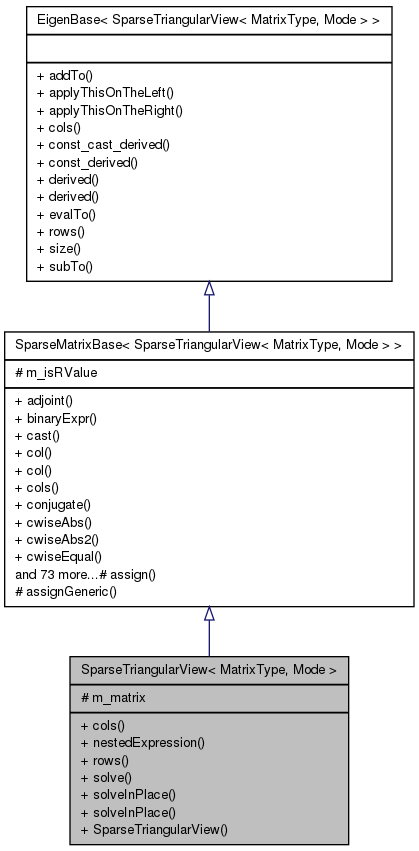 EigenBase< SparseTriangularView< MatrixType, Mode > >
+ addTo()
+ applyThisOnTheLeft()
+ applyThisOnTheRight()
+ cols()
+ const_cast_derived()
+ const_derived()
+ derived()
+ derived()
+ evalTo()
+ rows()
+ size()
+ subTo()
SparseMatrixBase< SparseTriangularView< MatrixType, Mode > >
# m_isRValue
+ adjoint()
+ binaryExpr()
+ cast()
+ col()
+ col()
+ cols()
+ conjugate()
+ cwiseAbs()
+ cwiseAbs2()
+ cwiseEqual()
and 73 more...# assign()
# assignGeneric()
SparseTriangularView< MatrixType, Mode >
# m_matrix
+ cols()
+ nestedExpression()
+ rows()
+ solve()
+ solveInPlace()
+ solveInPlace()
+ SparseTriangularView()